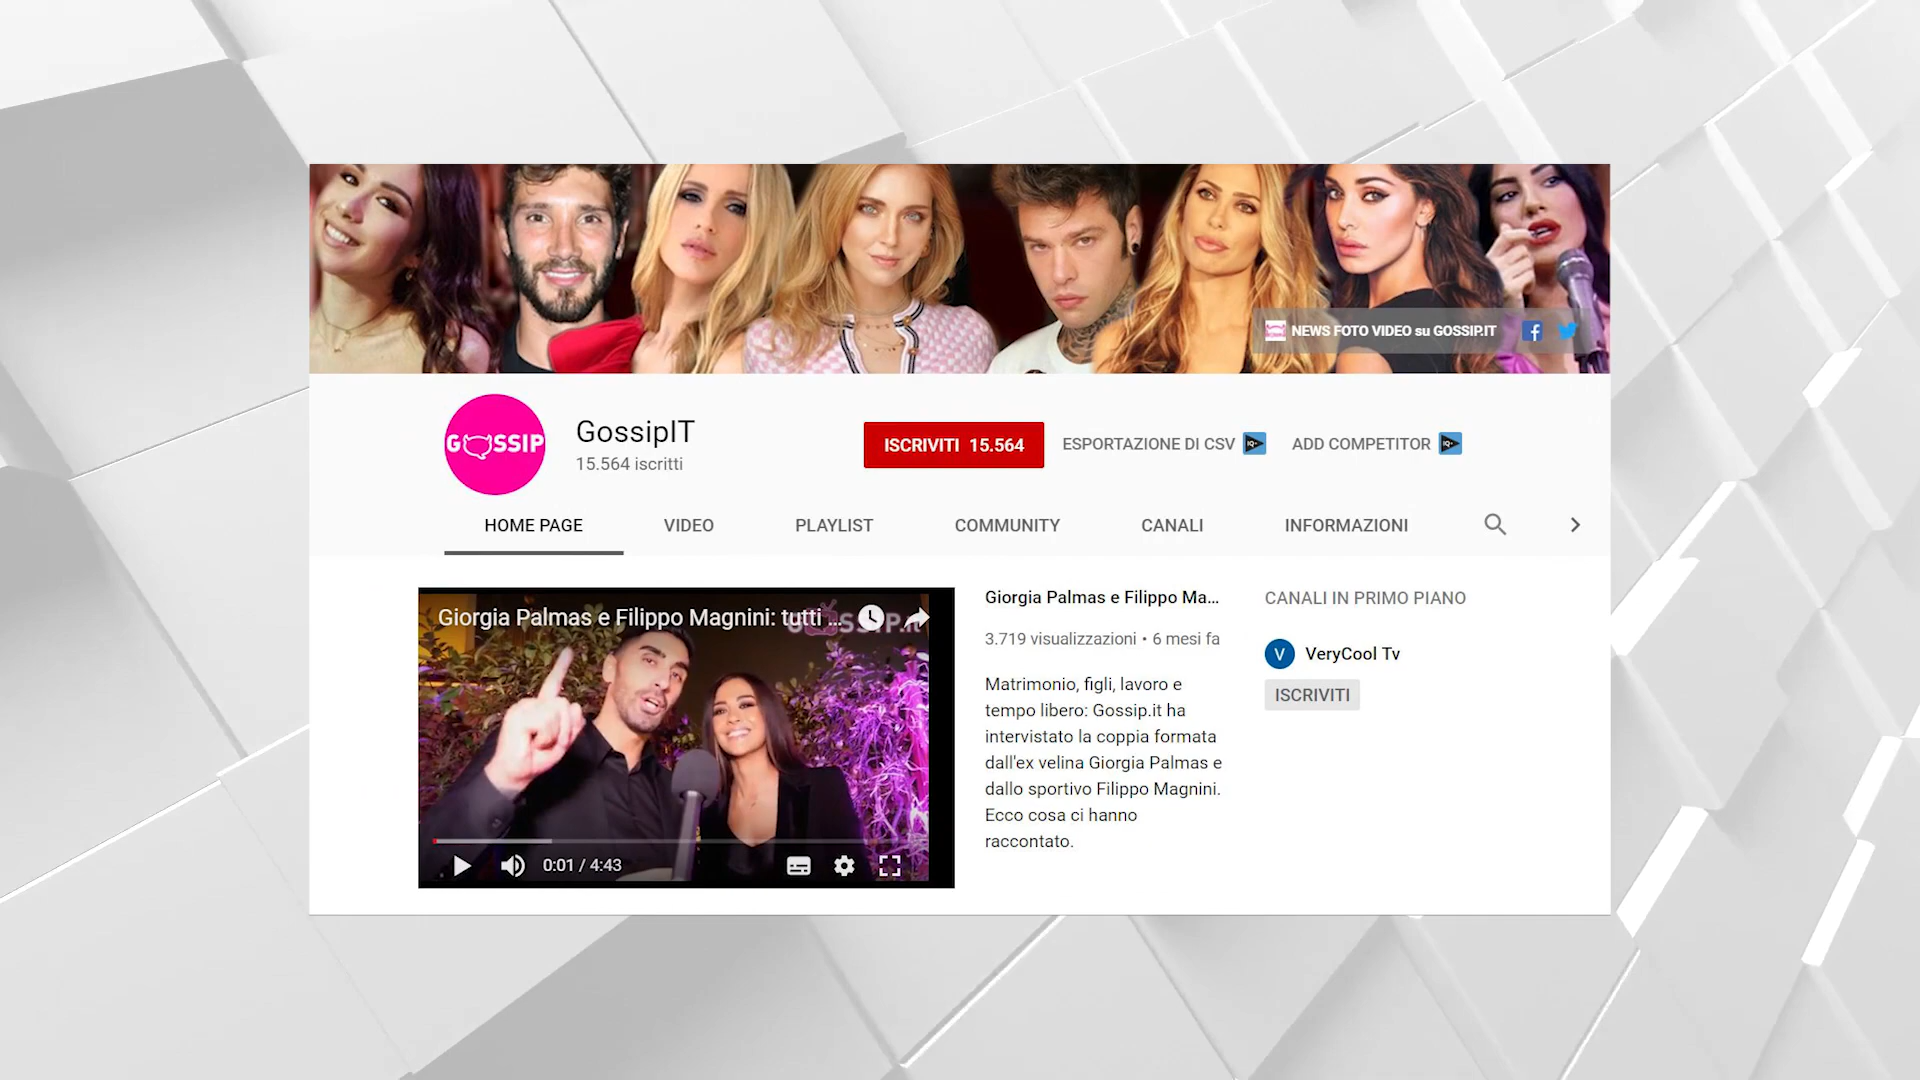 NEWS FOTO VIDEO su GOSSIP.IT
GOSSIP
GossipIT
15.564 iscritti
ISCRIVITI 15.564
ESPORTAZIONE DI CSV
ADD COMPETITOR
HOME PAGE
VIDEO
PLAYLIST
COMMUNITY
CANALI
INFORMAZIONI
Giorgia Palmas e Filippo Magnini: tutti ...
GOSSIP.it
0:01 / 4:43
Giorgia Palmas e Filippo Ma...
3.719 visualizzazioni • 6 mesi fa
Matrimonio, figli, lavoro e
tempo libero: Gossip.it ha
intervistato la coppia formata
dall'ex velina Giorgia Palmas e
dallo sportivo Filippo Magnini.
Ecco cosa ci hanno
raccontato.
CANALI IN PRIMO PIANO
V VeryCool Tv
ISCRIVITI